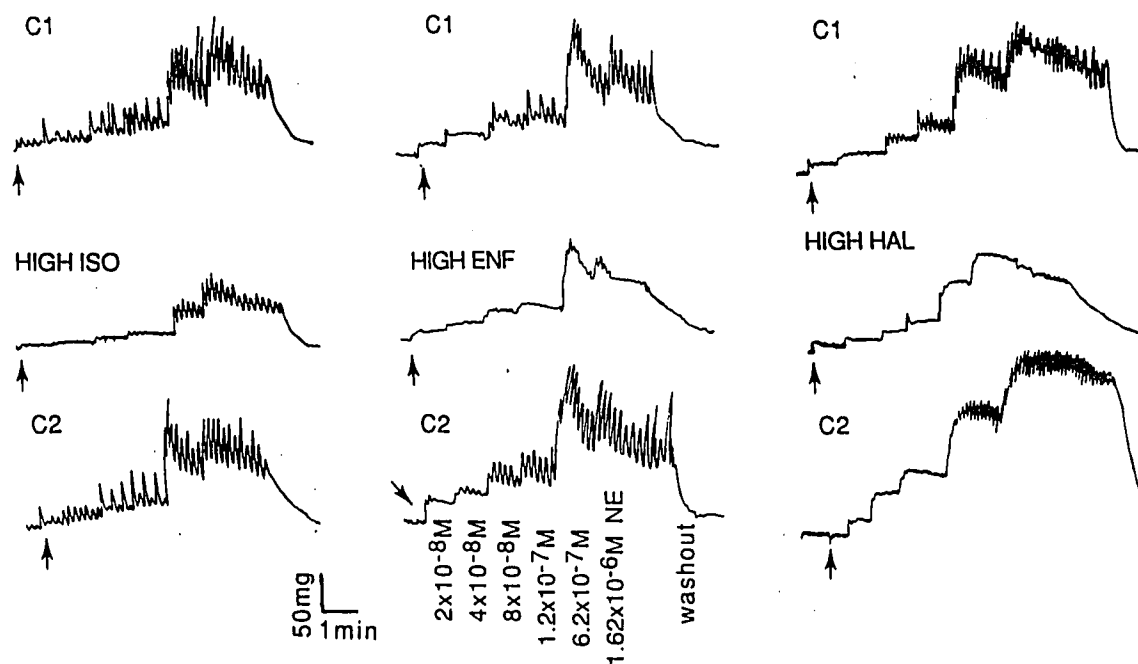 C1
C1
C1
HIGH ISO
HIGH ENF
HIGH HAL
C2
C2
C2
50mg
1min
2x10⁻⁸M
4x10⁻⁸M
8x10⁻⁸M
1.2x10⁻⁷M
6.2x10⁻⁷M
1.62x10⁻⁶M NE
washout